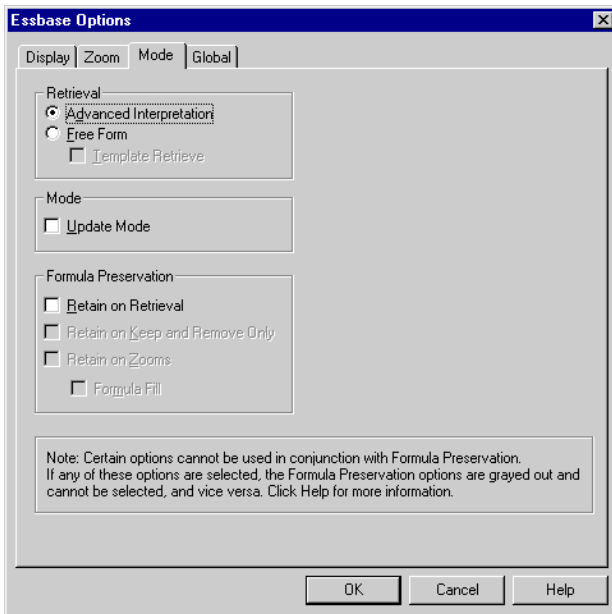 Essbase Options
Display Zoom Mode Global
Retrieval
Advanced Interpretation
Free Form
Template Retrieve
Mode
Update Mode
Formula Preservation
Retain on Retrieval
Retain on Keep and Remove Only
Retain on Zooms
Formula Fill
Note: Certain options cannot be used in conjunction with Formula Preservation.
If any of these options are selected, the Formula Preservation options are grayed out and
cannot be selected, and vice versa. Click Help for more information.
OK Cancel Help